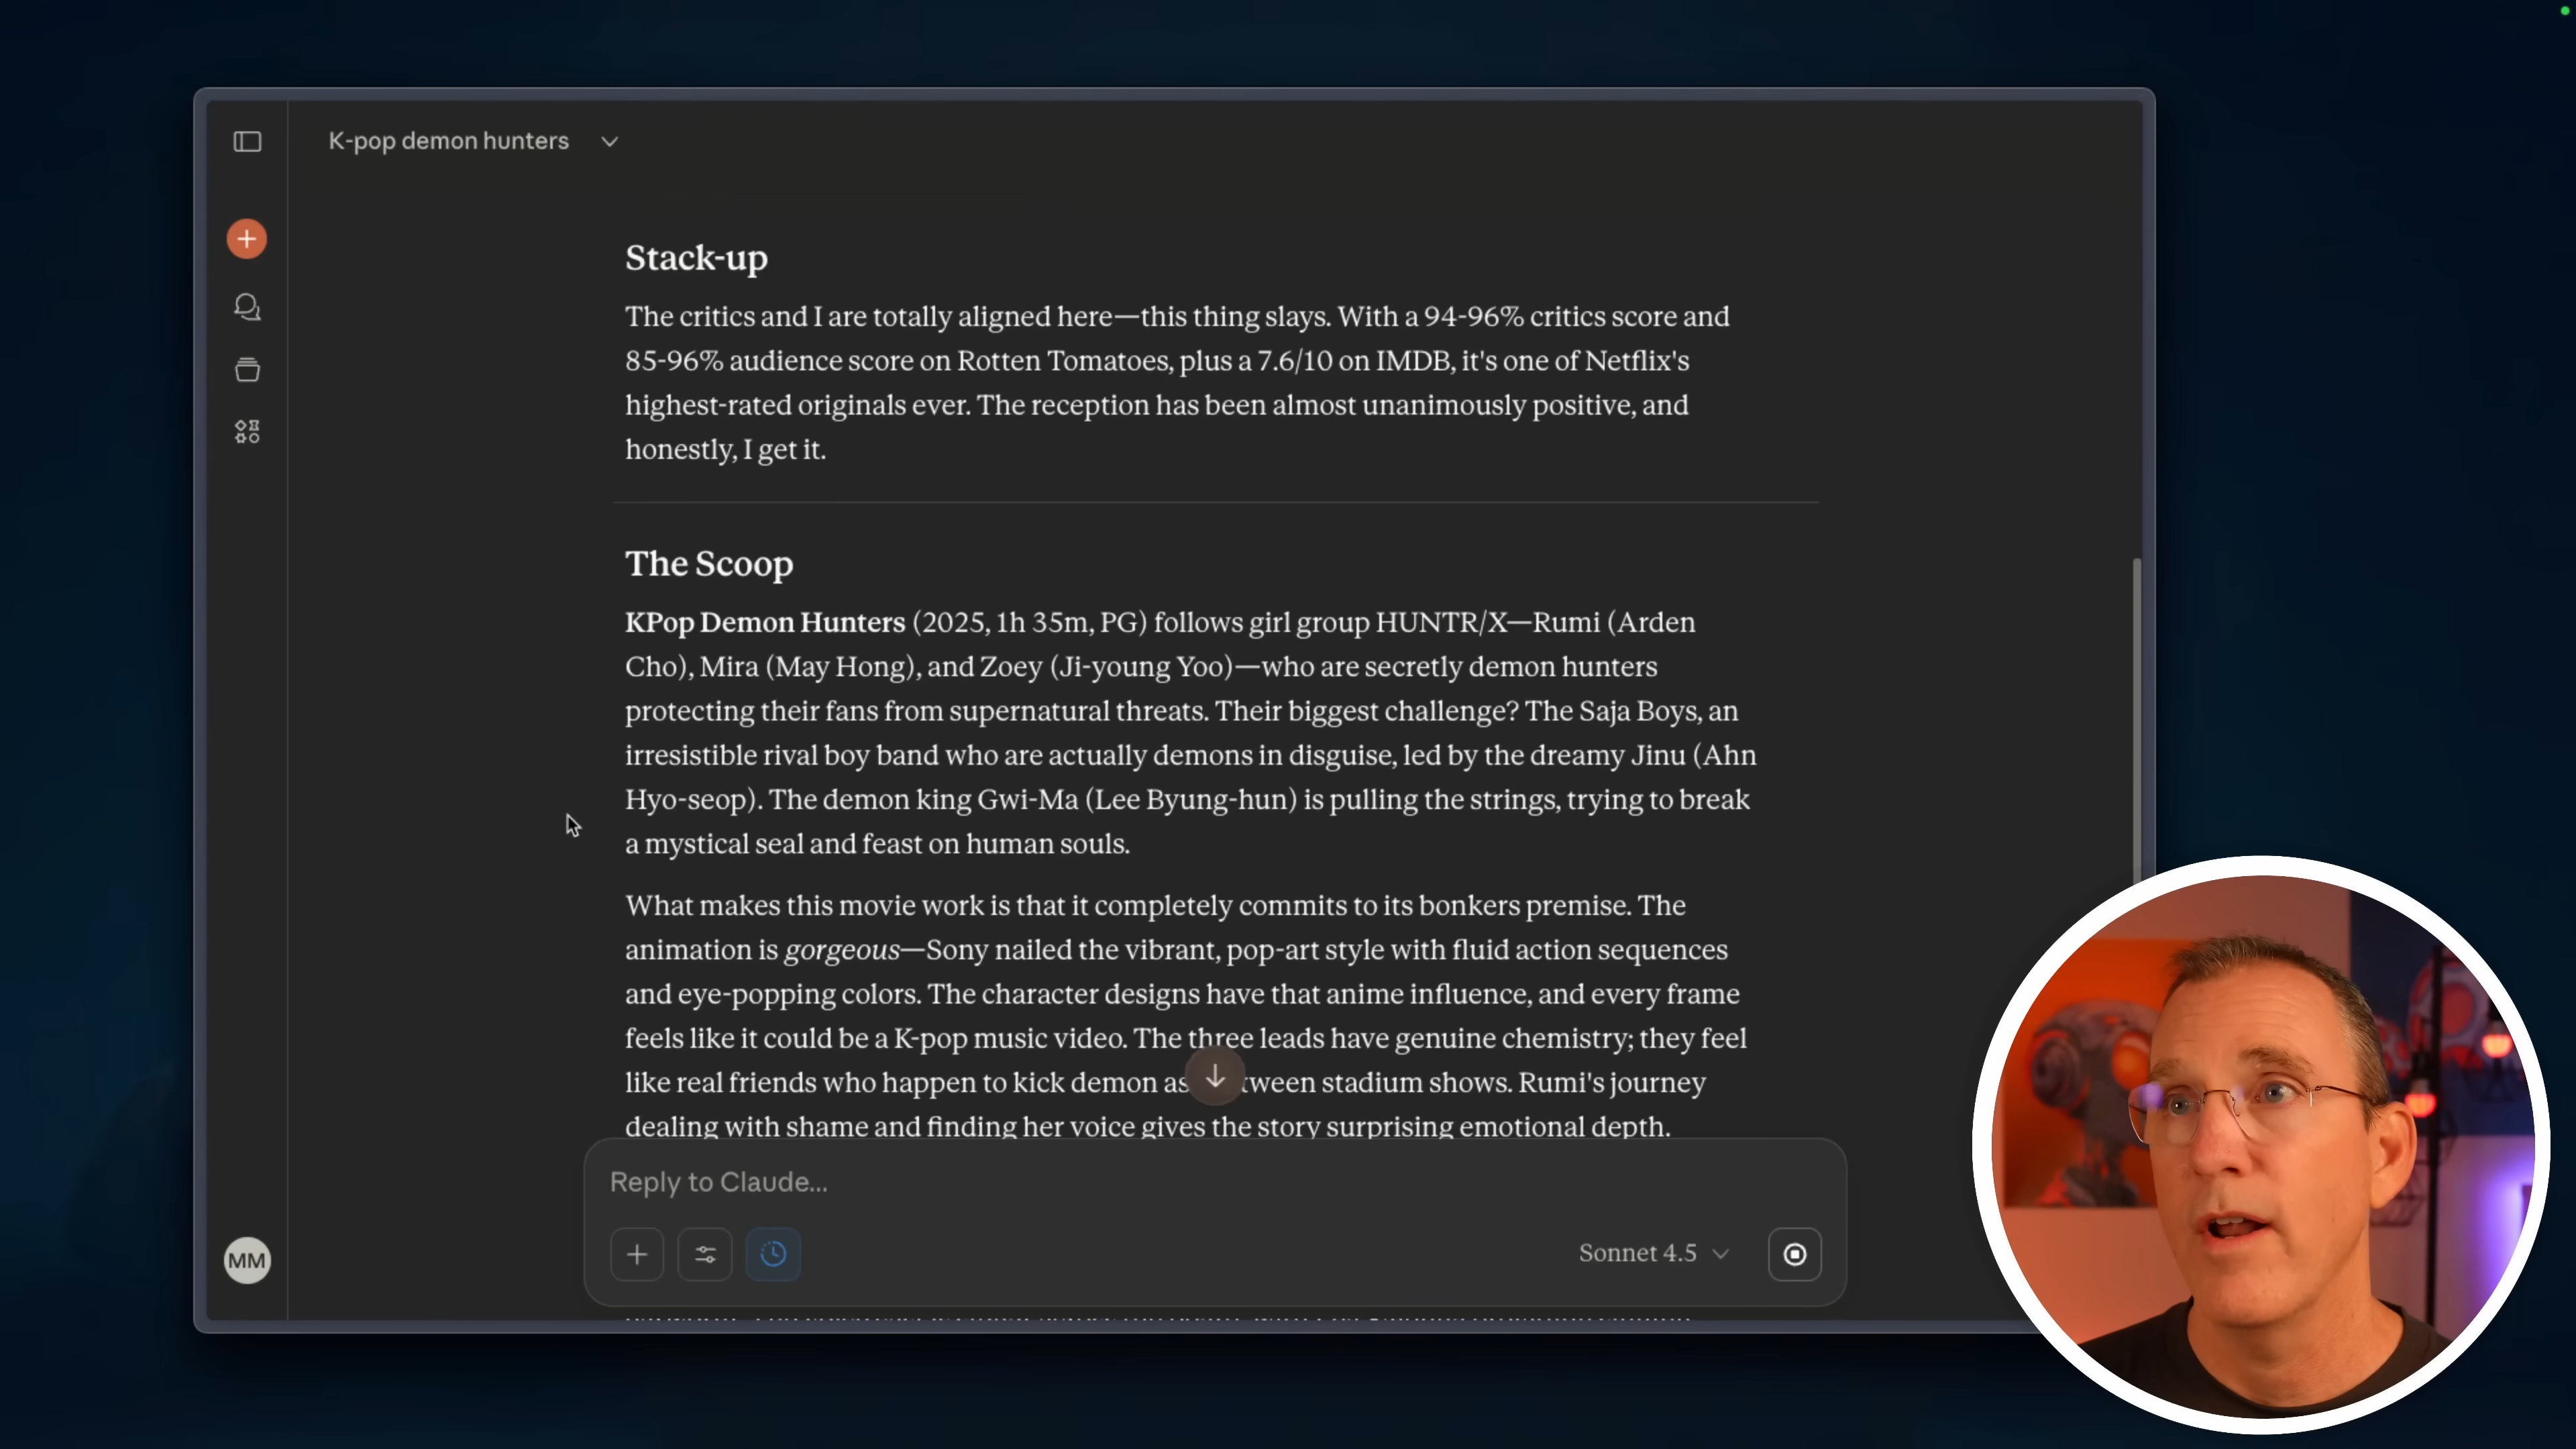 K-pop demon hunters
Stack-up
The critics and I are totally aligned here—this thing slays. With a 94-96% critics score and
85-96% audience score on Rotten Tomatoes, plus a 7.6/10 on IMDB, it's one of Netflix's
highest-rated originals ever. The reception has been almost unanimously positive, and
honestly, I get it.
The Scoop
KPop Demon Hunters (2025, 1h 35m, PG) follows girl group HUNTR/X—Rumi (Arden
Cho), Mira (May Hong), and Zoey (Ji-young Yoo)—who are secretly demon hunters
protecting their fans from supernatural threats. Their biggest challenge? The Saja Boys, an
irresistible rival boy band who are actually demons in disguise, led by the dreamy Jinu (Ahn
Hyo-seop). The demon king Gwi-Ma (Lee Byung-hun) is pulling the strings, trying to break
a mystical seal and feast on human souls.
What makes this movie work is that it completely commits to its bonkers premise. The
animation is gorgeous—Sony nailed the vibrant, pop-art style with fluid action sequences
and eye-popping colors. The character designs have that anime influence, and every frame
feels like it could be a K-pop music video. The three leads have genuine chemistry; they feel
like real friends who happen to kick demon as tween stadium shows. Rumi's journey
dealing with shame and finding her voice gives the story surprising emotional depth.
Reply to Claude...
Sonnet 4.5
MM